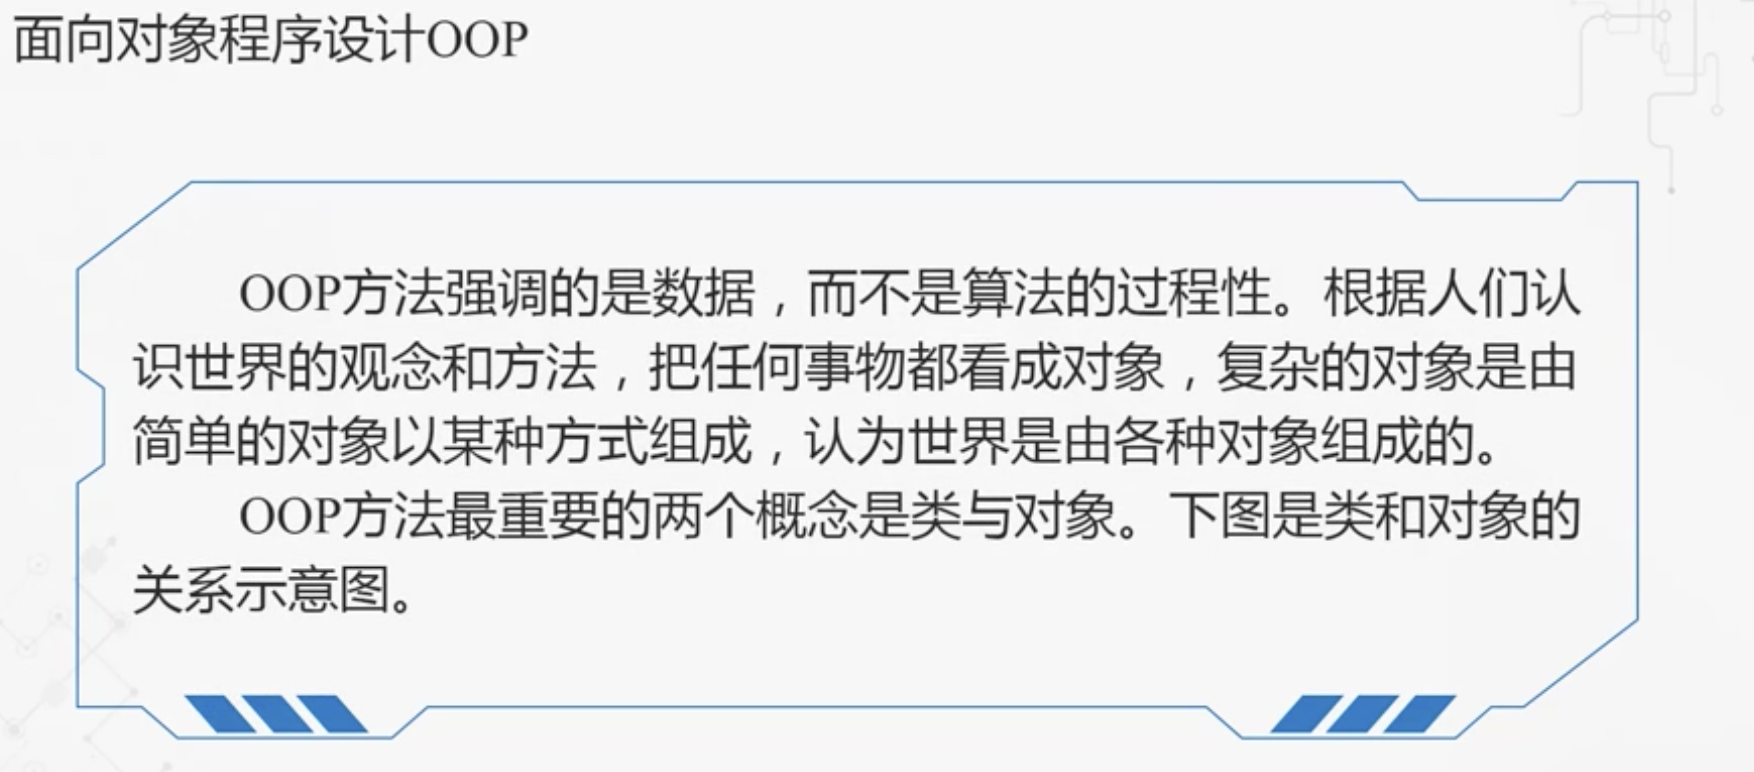 面向对象程序设计OOP
OOP方法强调的是数据，而不是算法的过程性。根据人们认
识世界的观念和方法，把任何事物都看成对象，复杂的对象是由
简单的对象以某种方式组成，认为世界是由各种对象组成的。
OOP方法最重要的两个概念是类与对象。下图是类和对象的
关系示意图。